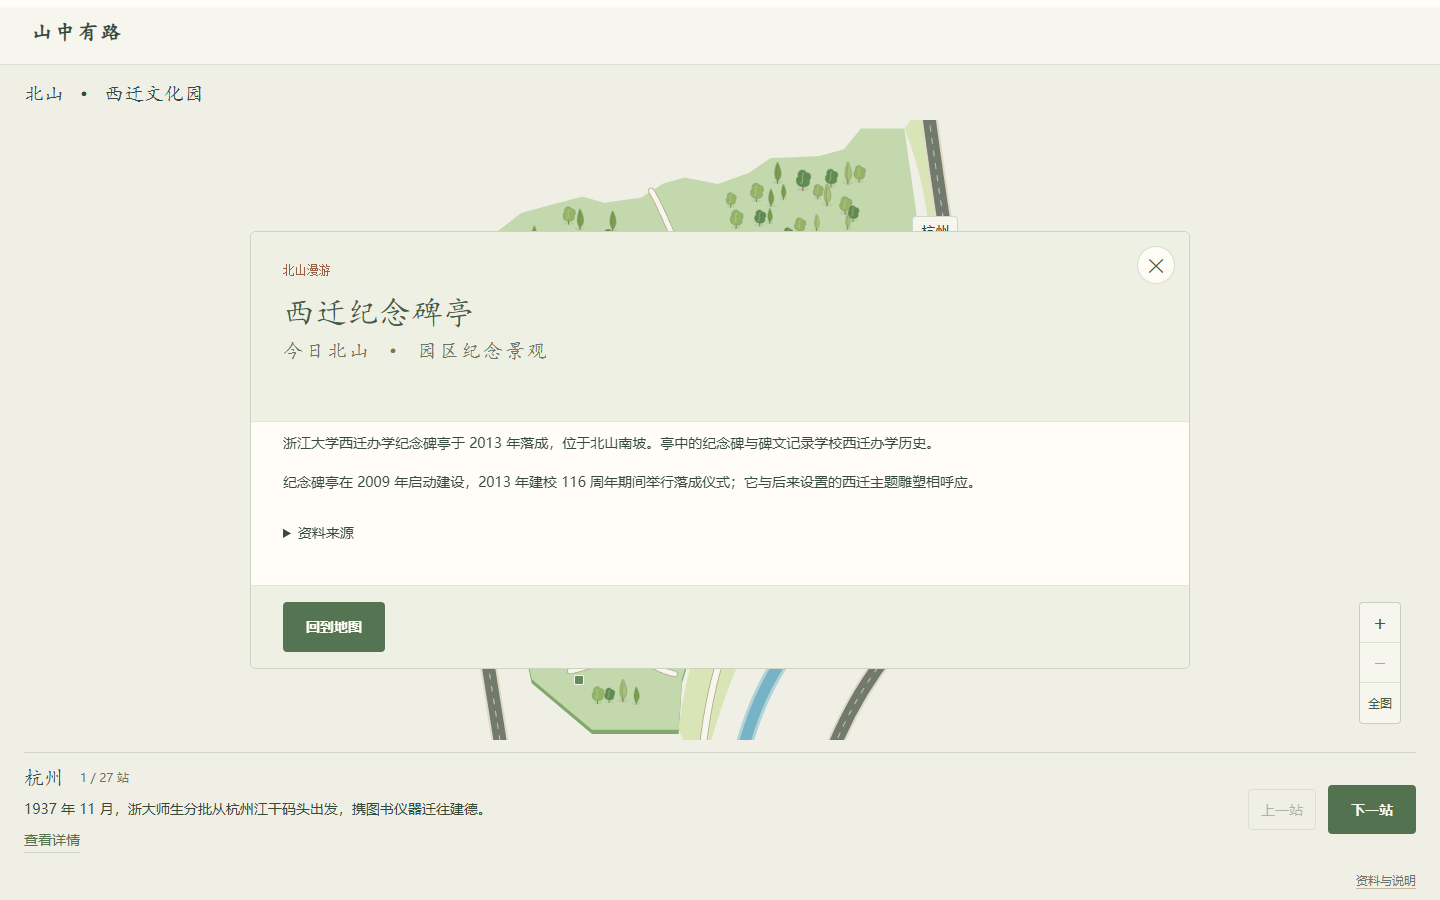 山中有路
北山 • 西迁文化园
杭州
北山漫游
西迁纪念碑亭
今日北山 • 园区纪念景观
浙江大学西迁办学纪念碑亭于 2013 年落成，位于北山南坡。亭中的纪念碑与碑文记录学校西迁办学历史。
纪念碑亭在 2009 年启动建设，2013 年建校 116 周年期间举行落成仪式；它与后来设置的西迁主题雕塑相呼应。
▶ 资料来源
回到地图
+
−
全图
杭州 1 / 27 站
1937 年 11 月，浙大师生分批从杭州江干码头出发，携图书仪器迁往建德。
查看详情
上一站
下一站
资料与说明